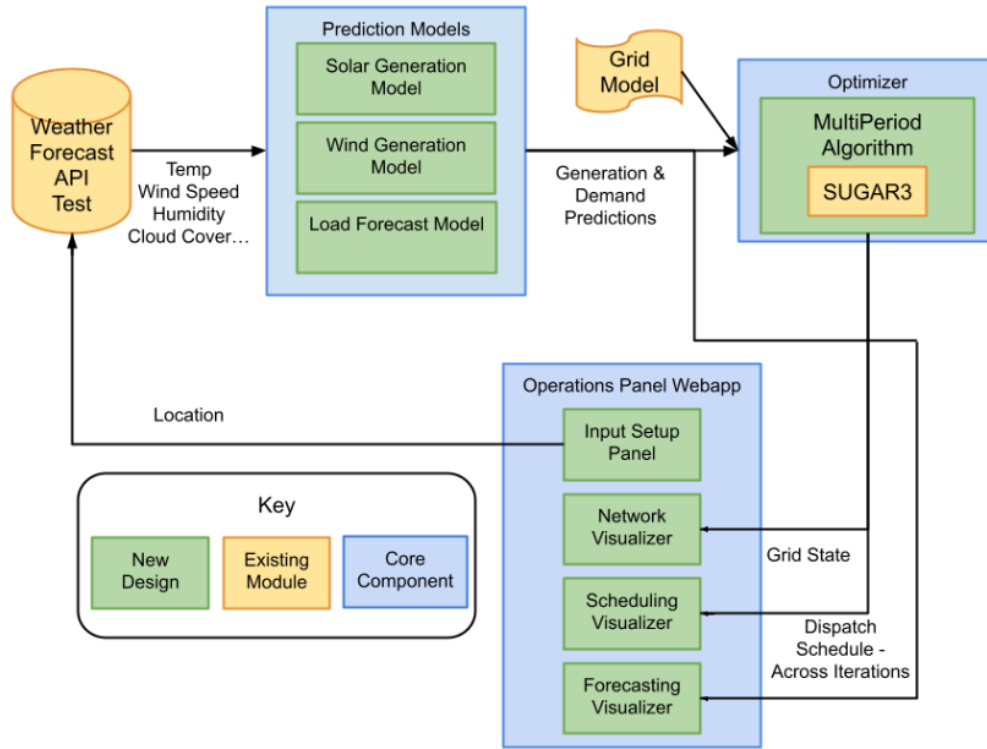 Weather
Forecast
API
Test
Temp
Wind Speed
Humidity
Cloud Cover…
Prediction Models
Solar Generation
Model
Wind Generation
Model
Load Forecast Model
Grid
Model
Generation &
Demand
Predictions
Optimizer
MultiPeriod
Algorithm
SUGAR3
Operations Panel Webapp
Input Setup
Panel
Network
Visualizer
Scheduling
Visualizer
Forecasting
Visualizer
Location
Grid State
Dispatch
Schedule -
Across Iterations
Key
New
Design
Existing
Module
Core
Component